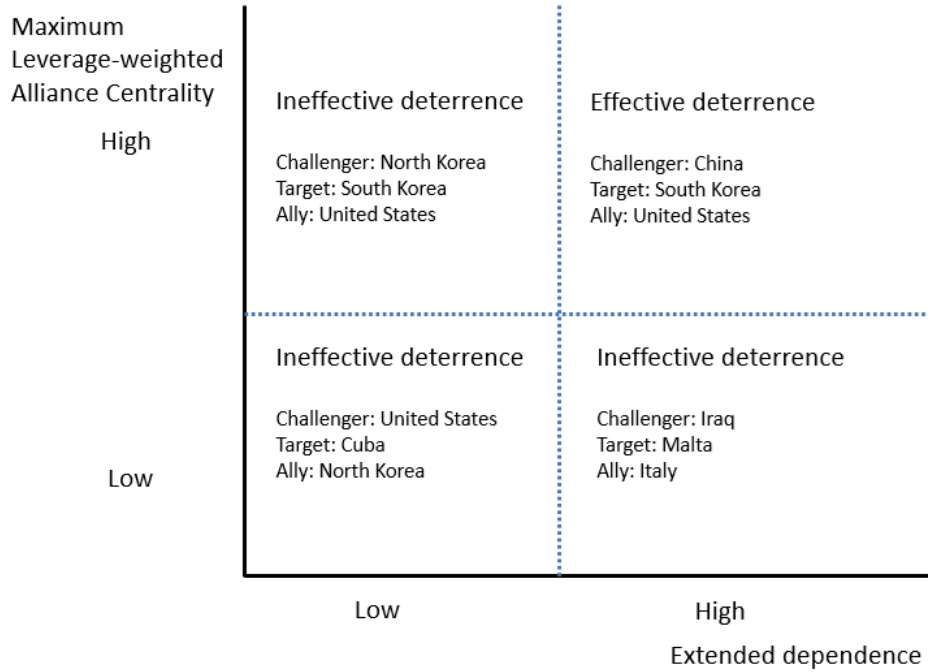 Maximum
Leverage-weighted
Alliance Centrality
High
Ineffective deterrence
Challenger: North Korea
Target: South Korea
Ally: United States
Effective deterrence
Challenger: China
Target: South Korea
Ally: United States
Low
Ineffective deterrence
Challenger: United States
Target: Cuba
Ally: North Korea
Ineffective deterrence
Challenger: Iraq
Target: Malta
Ally: Italy
Low
High
Extended dependence